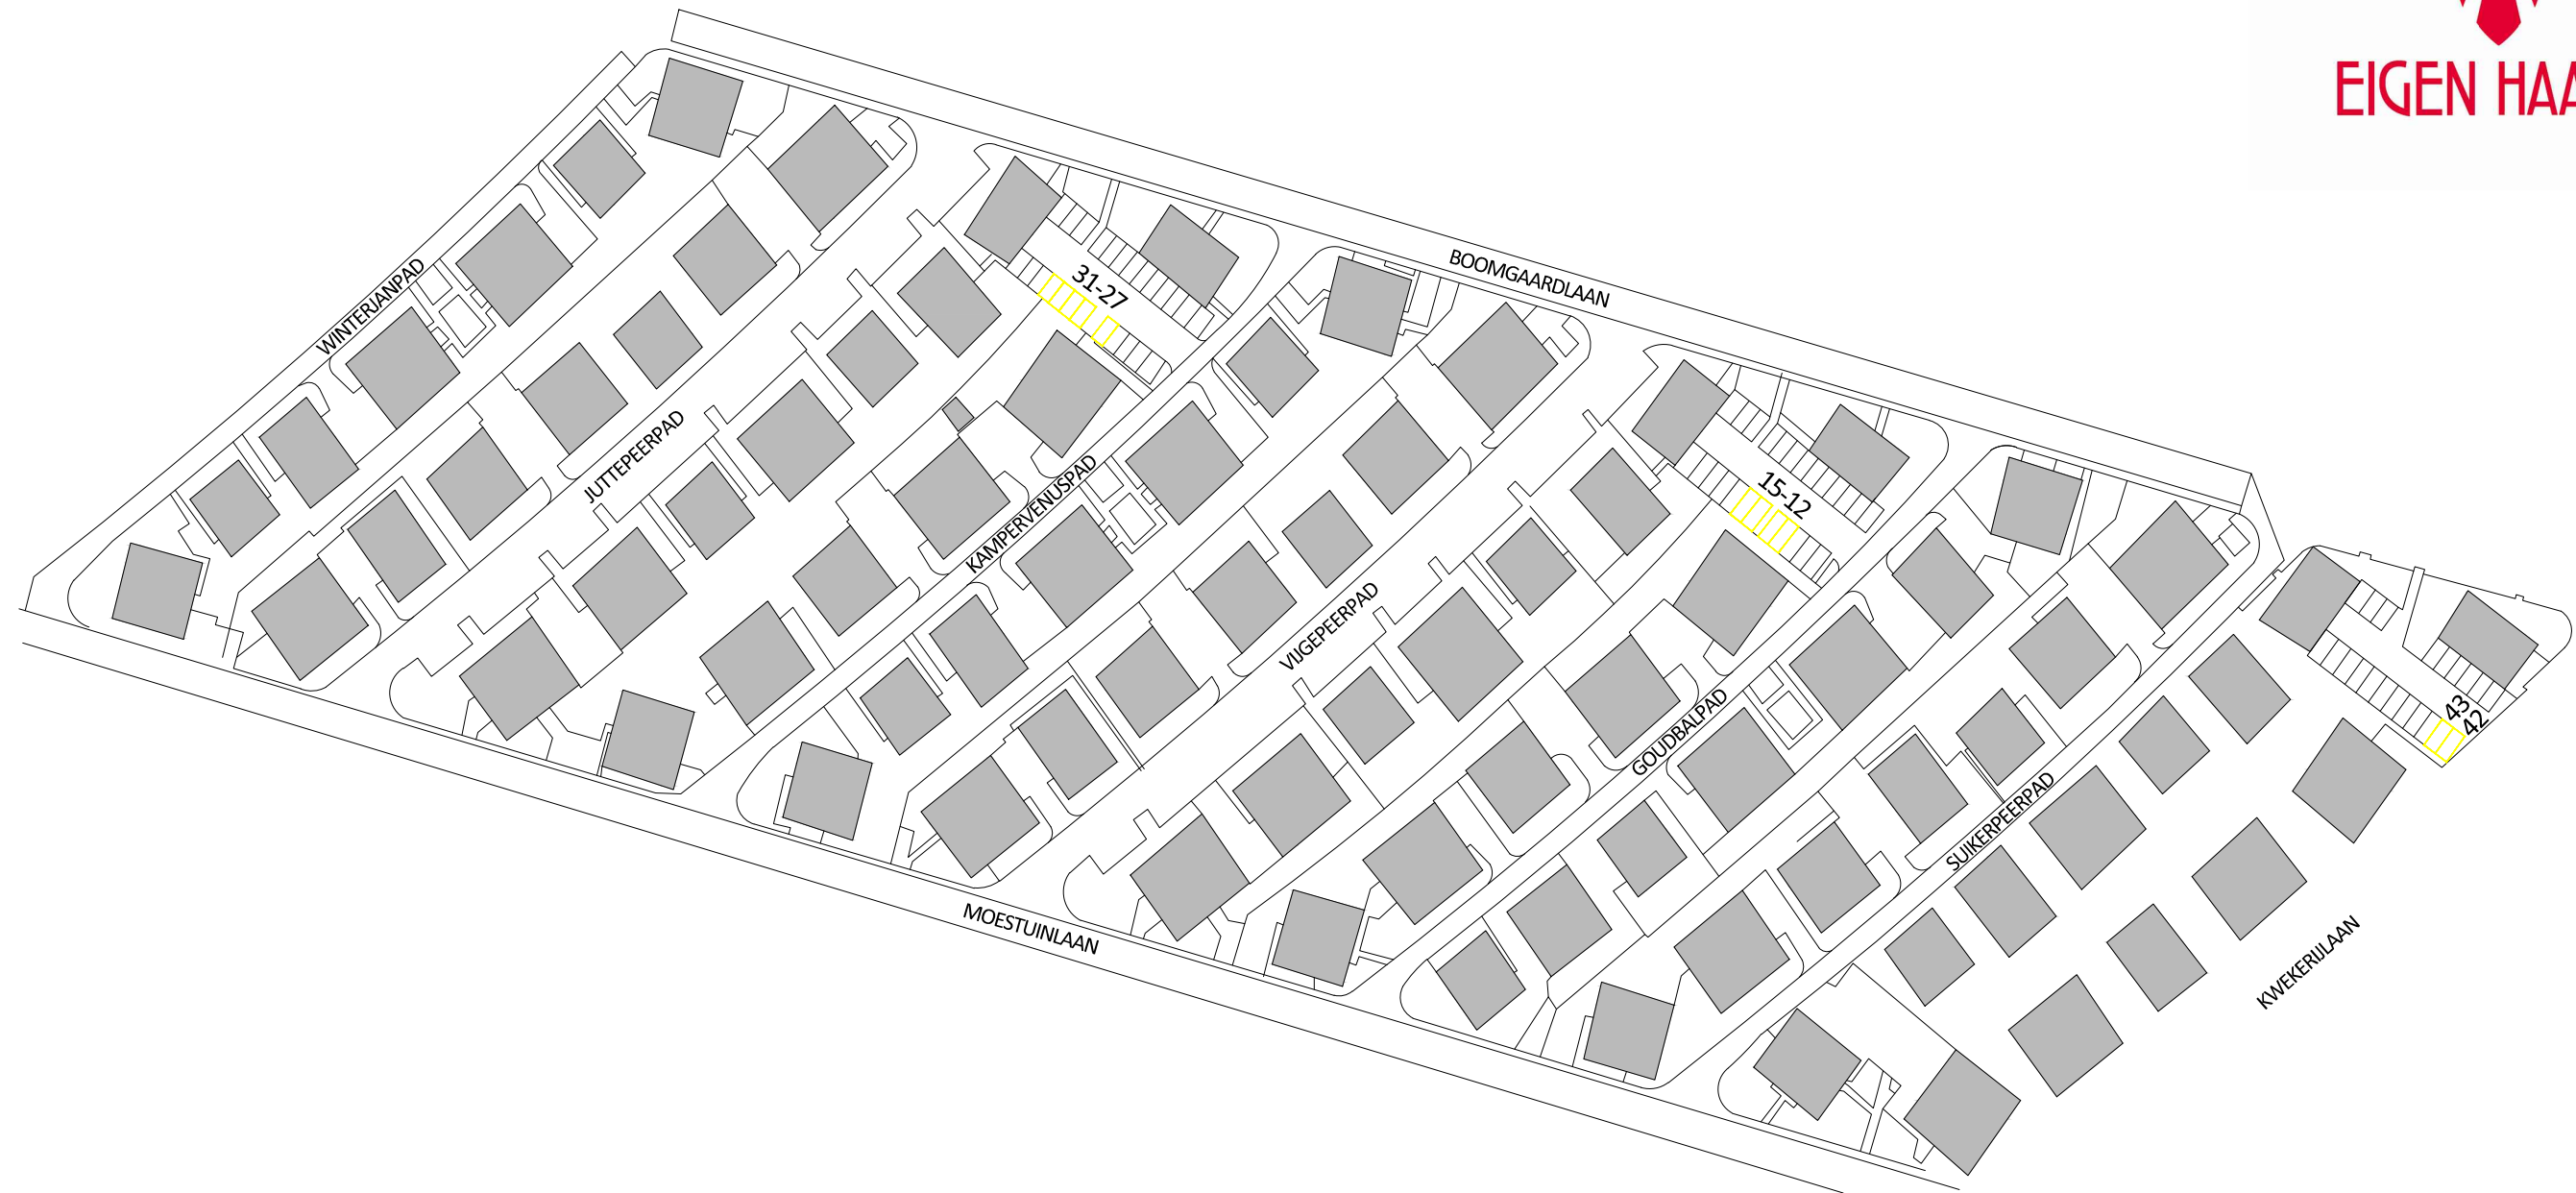 EIGEN HAA
BOOMGAARDLAAN
WINTERJANPAD
31-27
JUTTEPEERPAD
KAMPERVENUSPAD
15-12
VIJGEPEERPAD
GOUDBALPAD
43
42
SUIKERPEERPAD
MOESTUINLAAN
KWEKERIJLAAN